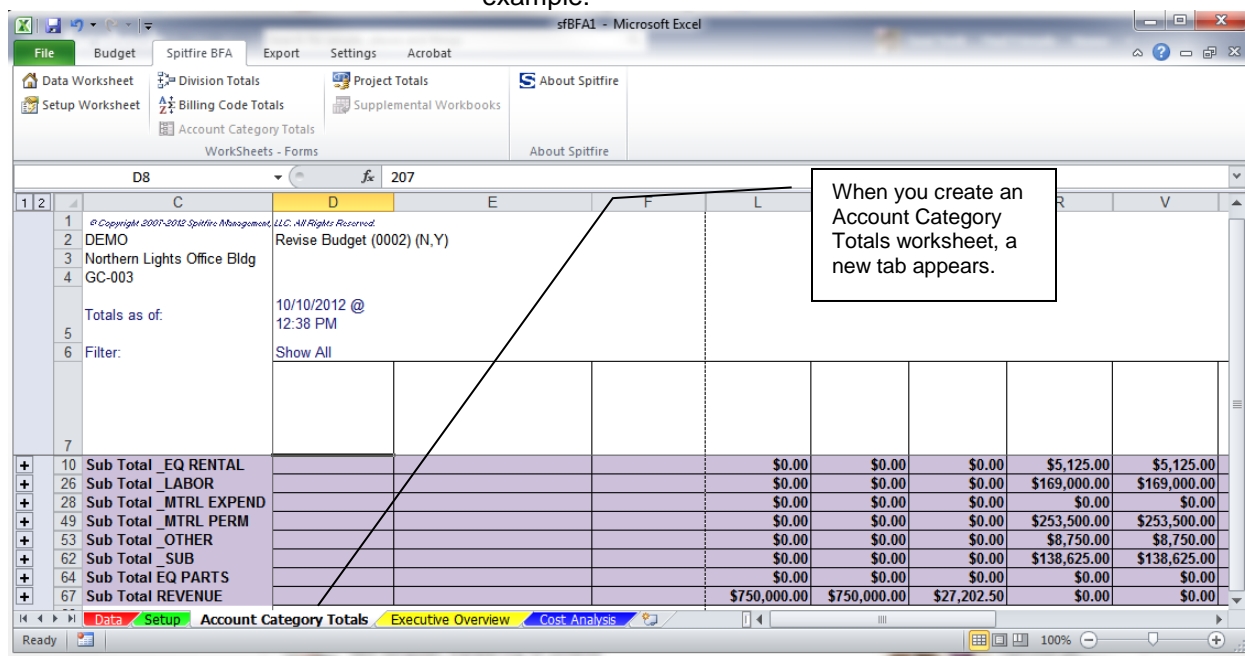 example.
sfBFA1 - Microsoft Excel
File Budget Spitfire BFA Export Settings Acrobat
Data Worksheet Division Totals Project Totals About Spitfire
Setup Worksheet Billing Code Totals Supplemental Workbooks
Account Category Totals
WorkSheets - Forms About Spitfire
D8 fx 207
When you create an
Account Category
Totals worksheet, a
new tab appears.
1 2 C D E F L R V
1 © Copyright 2007-2012 Spitfire Management, LLC. All Rights Reserved.
2 DEMO Revise Budget (0002) (N,Y)
3 Northern Lights Office Bldg
4 GC-003
5 Totals as of: 10/10/2012 @
12:38 PM
6 Filter: Show All
7
10 Sub Total _EQ RENTAL $0.00 $0.00 $0.00 $5,125.00 $5,125.00
26 Sub Total _LABOR $0.00 $0.00 $0.00 $169,000.00 $169,000.00
28 Sub Total _MTRL EXPEND $0.00 $0.00 $0.00 $0.00 $0.00
49 Sub Total _MTRL PERM $0.00 $0.00 $0.00 $253,500.00 $253,500.00
53 Sub Total _OTHER $0.00 $0.00 $0.00 $8,750.00 $8,750.00
62 Sub Total _SUB $0.00 $0.00 $0.00 $138,625.00 $138,625.00
64 Sub Total EQ PARTS $0.00 $0.00 $0.00 $0.00 $0.00
67 Sub Total REVENUE $750,000.00 $750,000.00 $27,202.50 $0.00 $0.00
Data Setup Account Category Totals Executive Overview Cost Analysis
Ready 100%